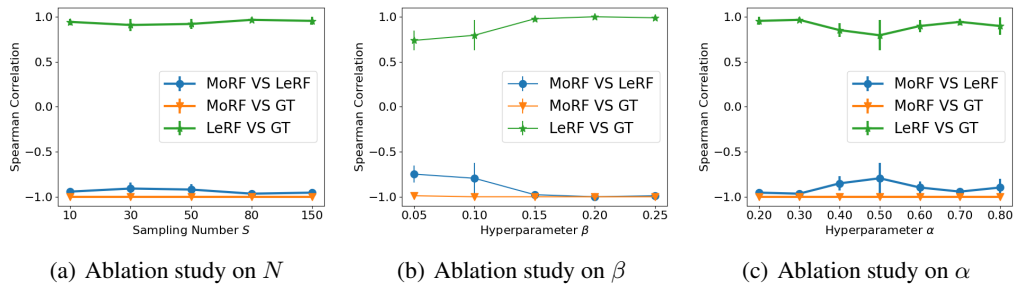 Spearman Correlation
1.0
0.5
0.0
−0.5
−1.0
MoRF VS LeRF
MoRF VS GT
LeRF VS GT
10 30 50 80 150
Sampling Number S
(a) Ablation study on N
Spearman Correlation
1.0
0.5
0.0
−0.5
−1.0
MoRF VS LeRF
MoRF VS GT
LeRF VS GT
0.05 0.10 0.15 0.20 0.25
Hyperparameter β
(b) Ablation study on β
Spearman Correlation
1.0
0.5
0.0
−0.5
−1.0
MoRF VS LeRF
MoRF VS GT
LeRF VS GT
0.20 0.30 0.40 0.50 0.60 0.70 0.80
Hyperparameter α
(c) Ablation study on α